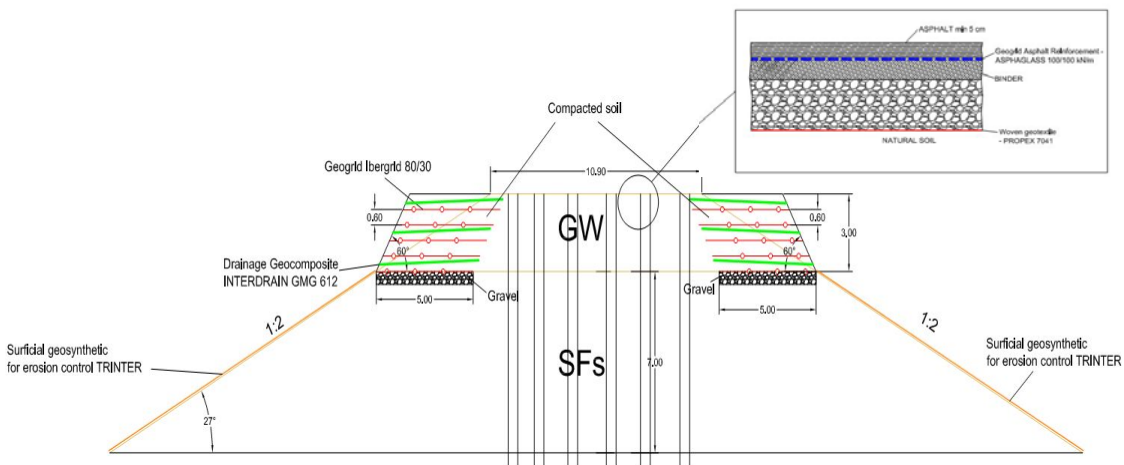 ASPHALT min 5 cm
Geogrid Asphalt Reinforcement -
ASPHAGLASS 100/100 kN/m
BINDER
Woven geotextile
- PROPEX 7041
NATURAL SOIL
Compacted soil
Geogrid Ibergrid 80/30
10.90
0.60
GW
0.60
3,00
60°
60°
Drainage Geocomposite
INTERDRAIN GMG 612
Gravel
Gravel
5.00
5.00
1:2
1:2
7,00
SFs
Surficial geosynthetic
for erosion control TRINTER
Surficial geosynthetic
for erosion control TRINTER
27°